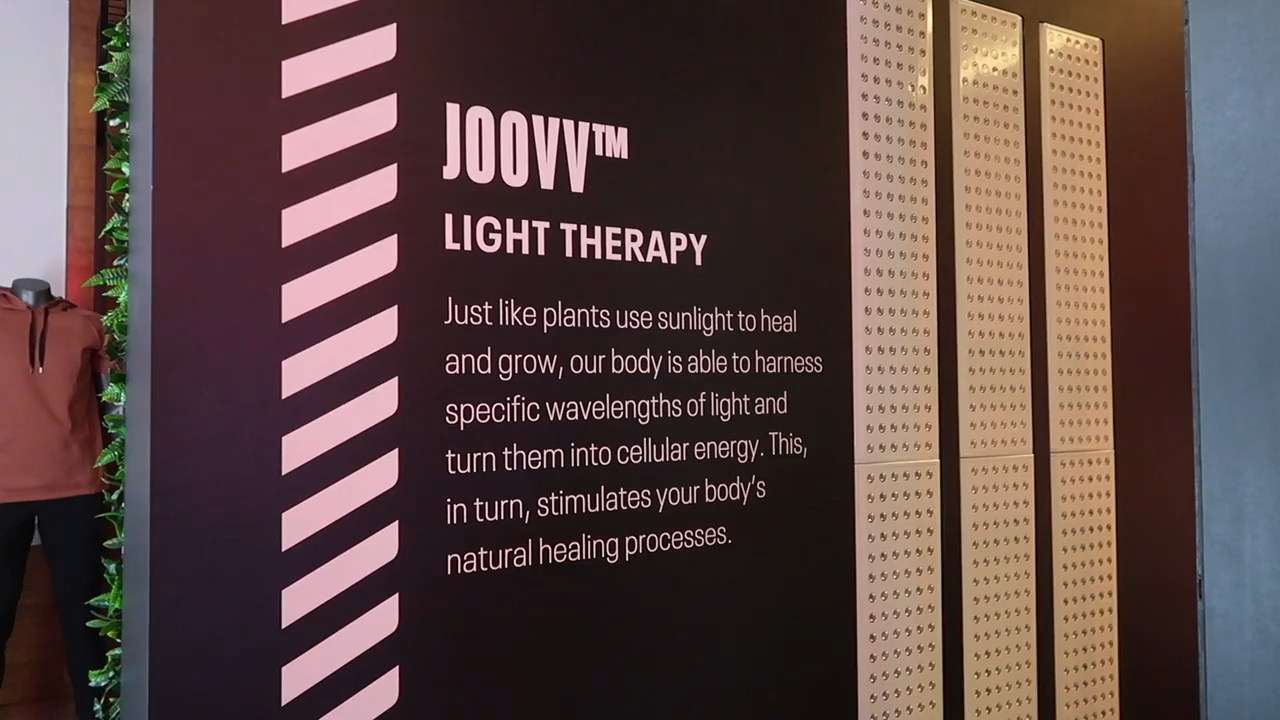 JOOVV™
LIGHT THERAPY
Just like plants use sunlight to heal
and grow, our body is able to harness
specific wavelengths of light and
turn them into cellular energy. This,
in turn, stimulates your body's
natural healing processes.